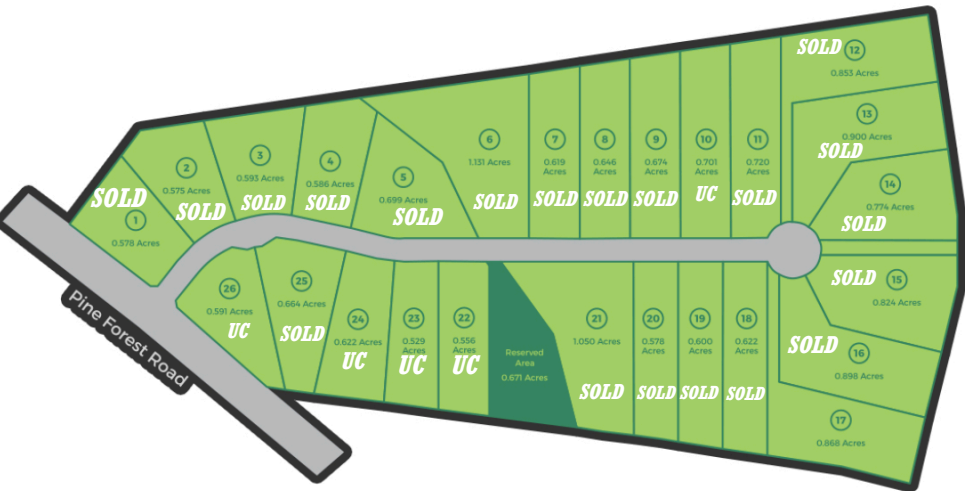 SOLD
1
0.578 Acres
2
0.575 Acres
SOLD
3
0.593 Acres
SOLD
4
0.586 Acres
SOLD
5
0.699 Acres
SOLD
6
1.131 Acres
SOLD
7
0.619
Acres
SOLD
8
0.646
Acres
SOLD
9
0.674
Acres
SOLD
10
0.701
Acres
UC
11
0.720
Acres
SOLD
SOLD 12
0.853 Acres
13
0.900 Acres
SOLD
14
0.774 Acres
SOLD
SOLD 15
0.824 Acres
SOLD 16
0.898 Acres
17
0.868 Acres
18
0.622
Acres
SOLD
19
0.600
Acres
SOLD
20
0.578
Acres
SOLD
21
1.050 Acres
SOLD
Reserved
Area
0.671 Acres
22
0.556
Acres
UC
23
0.529
Acres
UC
24
0.622 Acres
UC
25
0.664 Acres
SOLD
26
0.591 Acres
UC
Pine Forest Road